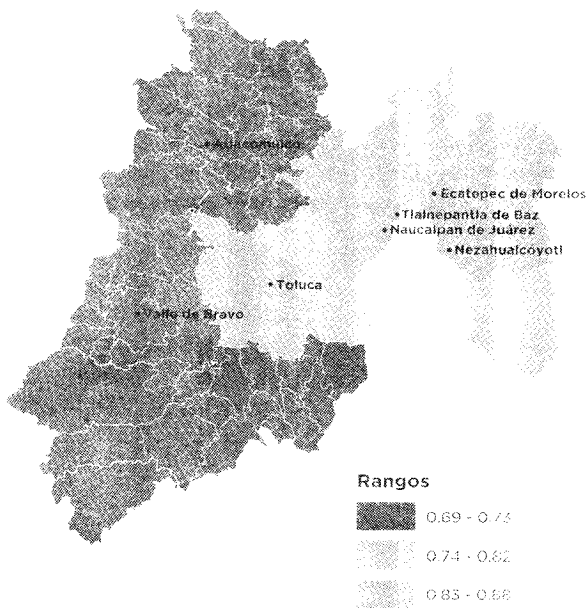 Atlacomulco
Ecatepec de Morelos
Tlalnepantla de Baz
Naucalpan de Juárez
Nezahualcóyotl
Toluca
Valle de Bravo
Rangos
0.69 - 0.73
0.74 - 0.82
0.83 - 0.88